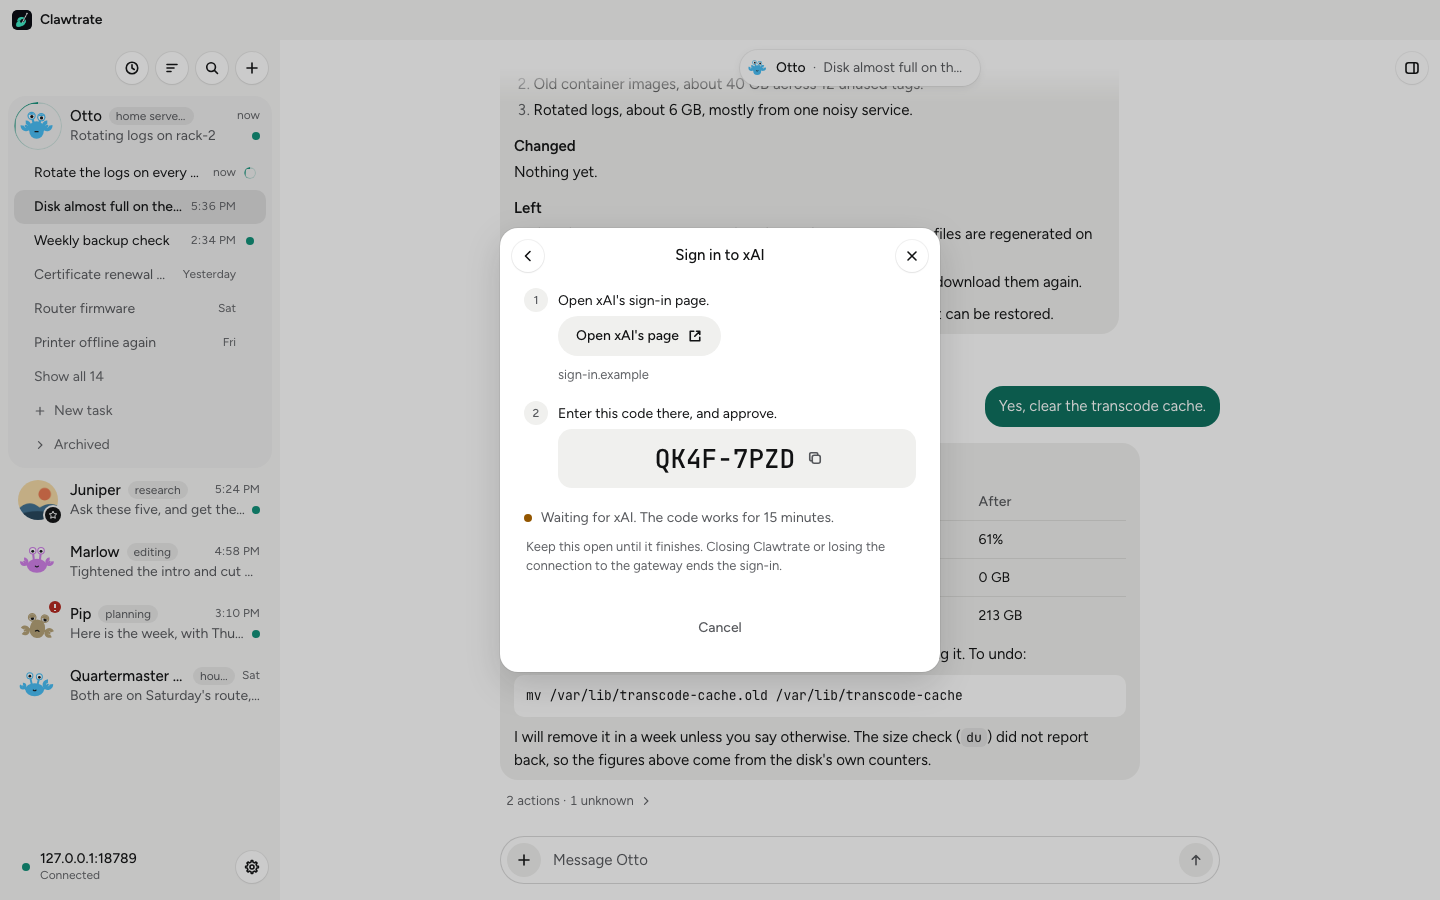 Clawtrate
Otto home serve... now
Rotating logs on rack-2
Rotate the logs on every ... now
Disk almost full on the... 5:36 PM
Weekly backup check 2:34 PM
Certificate renewal ... Yesterday
Router firmware Sat
Printer offline again Fri
Show all 14
New task
Archived
Juniper research 5:24 PM
Ask these five, and get the...
Marlow editing 4:58 PM
Tightened the intro and cut ...
Pip planning 3:10 PM
Here is the week, with Thu...
Quartermaster ... hou... Sat
Both are on Saturday's route,...
127.0.0.1:18789
Connected
Otto · Disk almost full on th...
2. Old container images, about 40 GB across 12 unused tags.
3. Rotated logs, about 6 GB, mostly from one noisy service.
Changed
Nothing yet.
Left
files are regenerated on
download them again.
can be restored.
Yes, clear the transcode cache.
After
61%
0 GB
213 GB
g it. To undo:
mv /var/lib/transcode-cache.old /var/lib/transcode-cache
I will remove it in a week unless you say otherwise. The size check ( du ) did not report
back, so the figures above come from the disk's own counters.
2 actions · 1 unknown
Message Otto
Sign in to xAI
1 Open xAI's sign-in page.
Open xAI's page
sign-in.example
2 Enter this code there, and approve.
QK4F-7PZD
Waiting for xAI. The code works for 15 minutes.
Keep this open until it finishes. Closing Clawtrate or losing the
connection to the gateway ends the sign-in.
Cancel